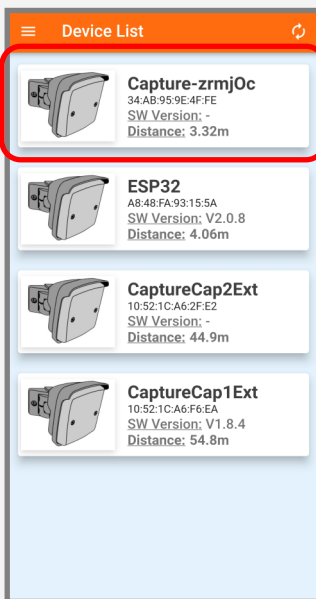 Device List
Capture-zrmjOc
34:AB:95:9E:4F:FE
SW Version: -
Distance: 3.32m
ESP32
A8:48:FA:93:15:5A
SW Version: V2.0.8
Distance: 4.06m
CaptureCap2Ext
10:52:1C:A6:2F:E2
SW Version: -
Distance: 44.9m
CaptureCap1Ext
10:52:1C:A6:F6:EA
SW Version: V1.8.4
Distance: 54.8m